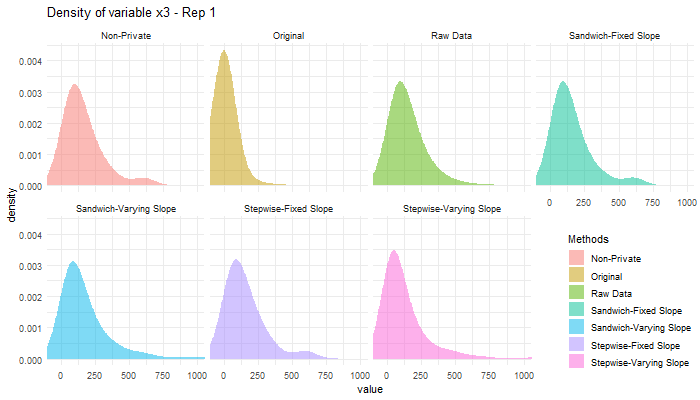 Density of variable x3 - Rep 1
Non-Private Original Raw Data Sandwich-Fixed Slope
0.004
0.003
0.002
0.001
0.000
0 250 500 750 1000
density
Sandwich-Varying Slope Stepwise-Fixed Slope Stepwise-Varying Slope
0.004
0.003
0.002
0.001
0.000
0 250 500 750 1000 0 250 500 750 1000 0 250 500 750 1000
value
Methods
Non-Private
Original
Raw Data
Sandwich-Fixed Slope
Sandwich-Varying Slope
Stepwise-Fixed Slope
Stepwise-Varying Slope